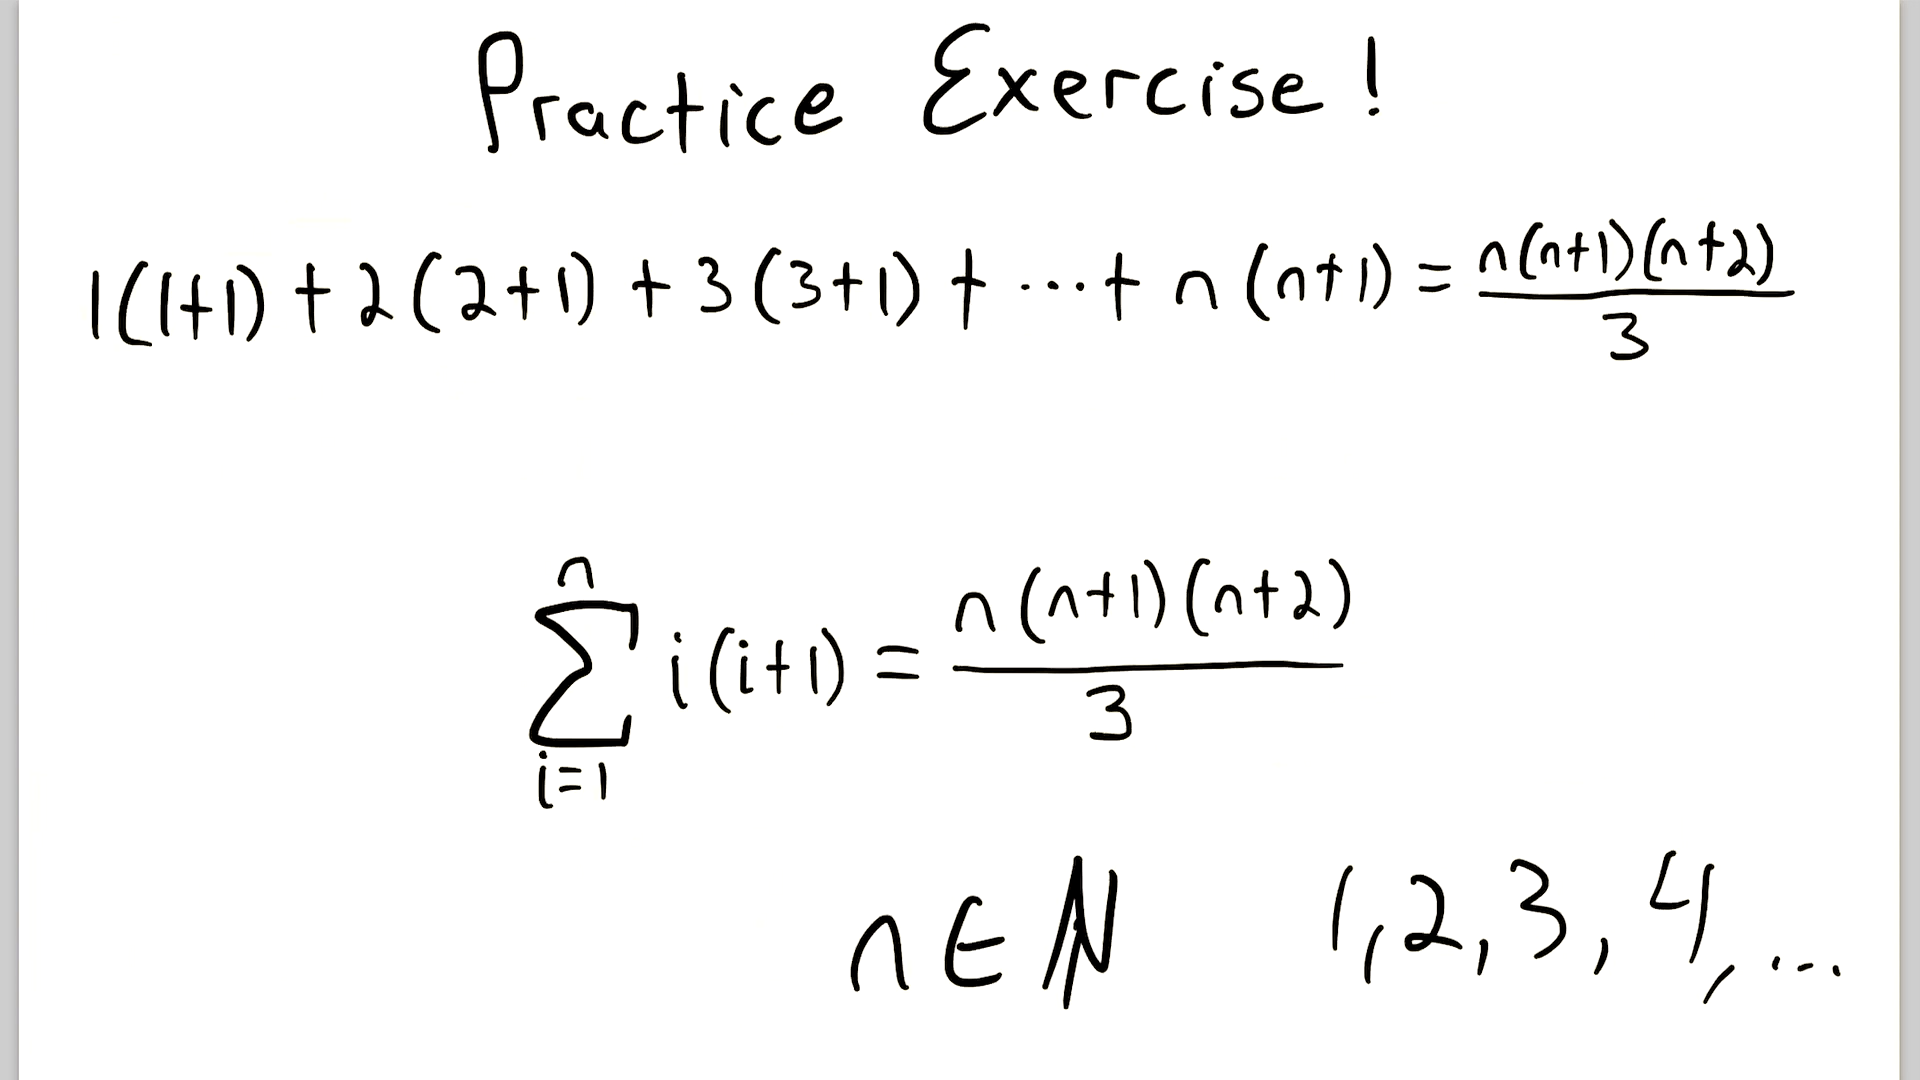 Practice Exercise!
1(1+1) + 2(2+1) + 3(3+1) + ... + n(n+1) = n(n+1)(n+2)/3
n
∑ i(i+1) = n(n+1)(n+2)/3
i=1
n ∈ ℕ 1, 2, 3, 4, ...